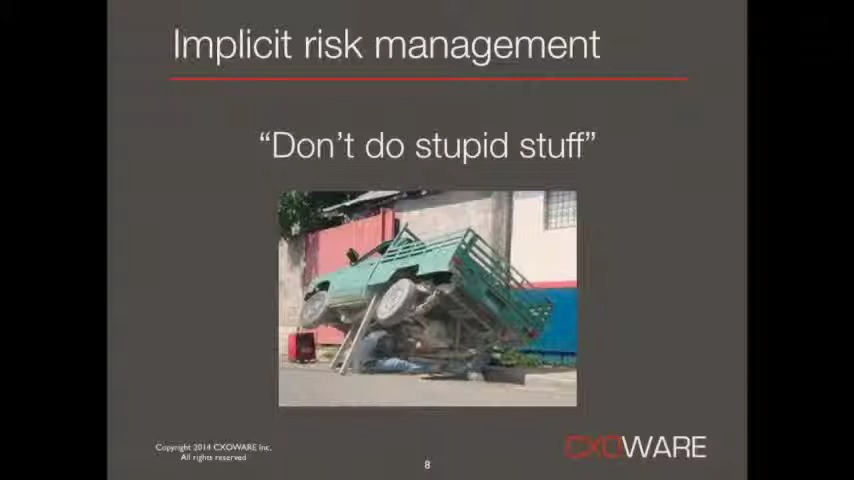 Implicit risk management
“Don’t do stupid stuff”
Copyright 2014 CXOWARE Inc.
All rights reserved
8
CXOWARE